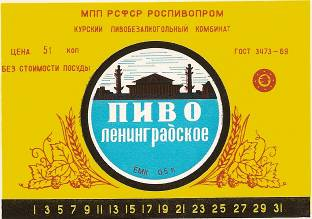 МПП РСФСР РОСПИВОПРОМ
КУРСКИЙ ПИВОБЕЗАЛКОГОЛЬНЫЙ КОМБИНАТ
ЦЕНА 51 КОП
ГОСТ 3473-69
БЕЗ СТОИМОСТИ ПОСУДЫ
ПИВО
ленинградское
ЕМК. 0,5 Л.
1 3 5 7 9 11 13 15 17 19 21 23 25 27 29 31